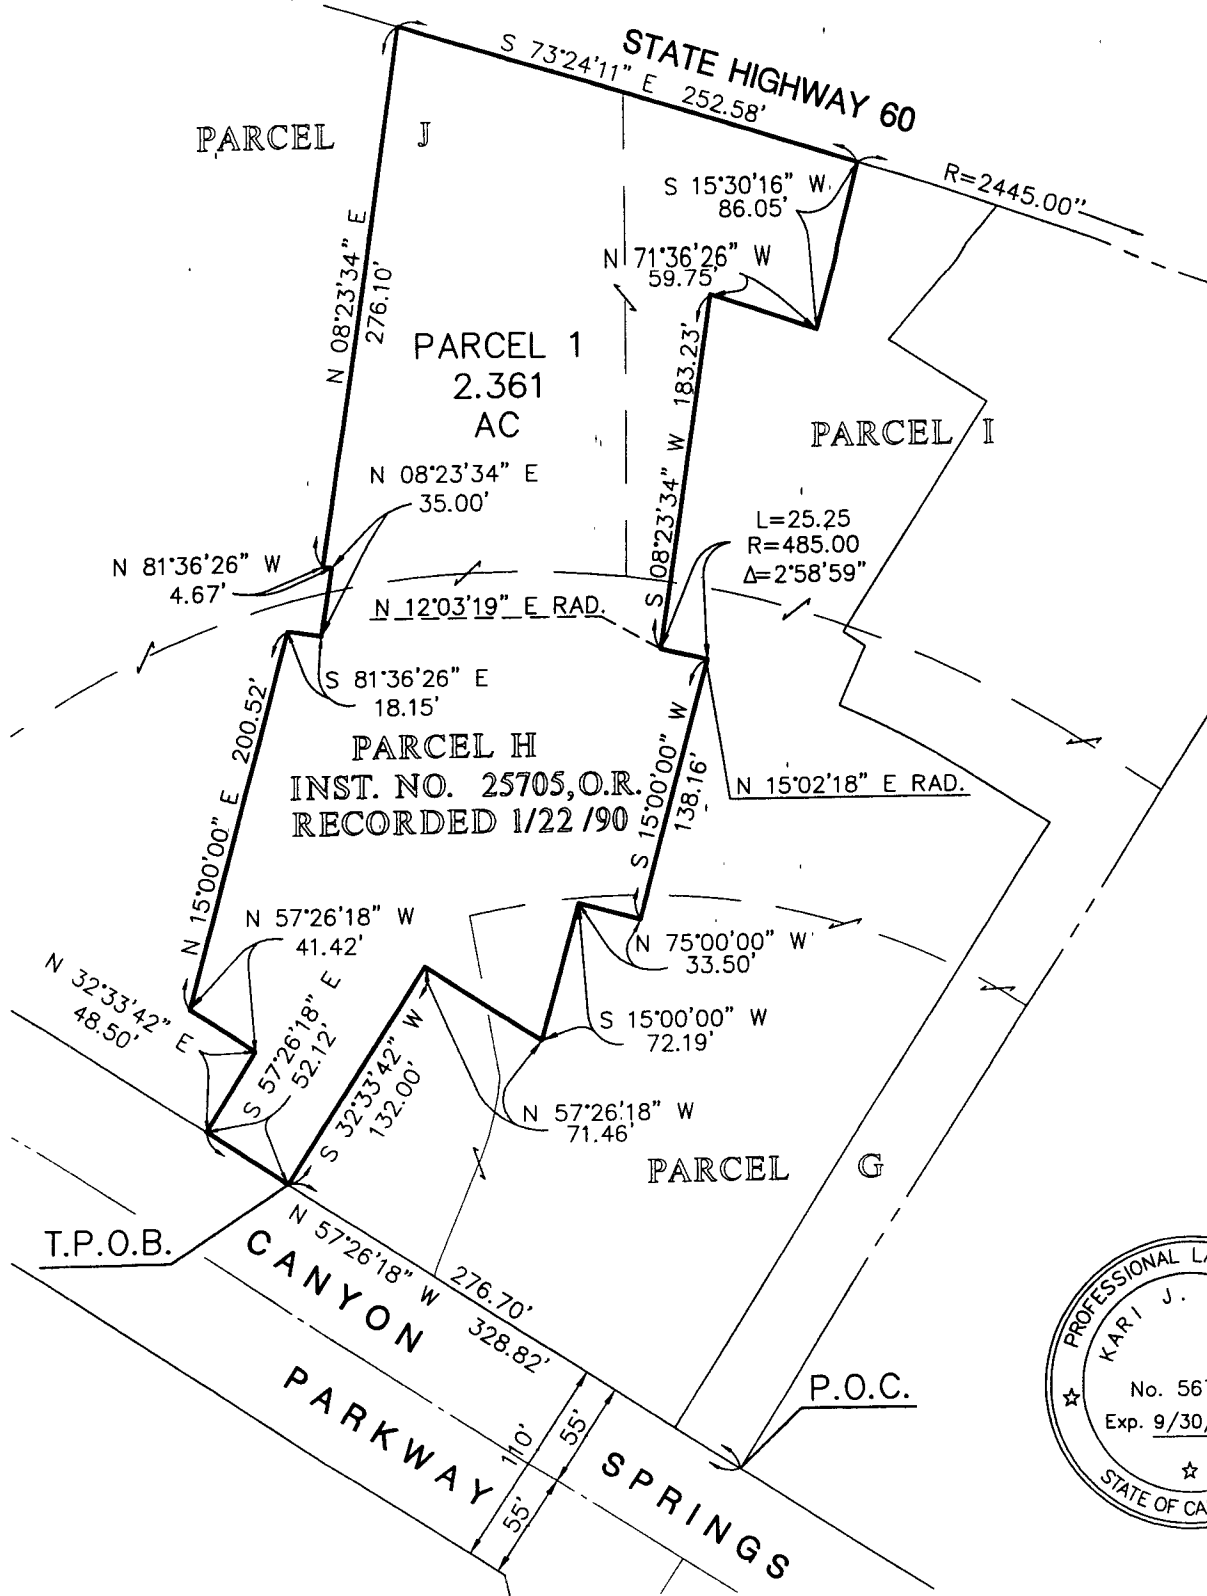 S 73°24'11" E 252.58'
STATE HIGHWAY 60
PARCEL J
R=2445.00"
S 15°30'16" W
86.05'
N 71°36'26" W
59.75'
N 08°23'34" E
276.10'
PARCEL 1
2.361
AC
S 08°23'34" W 183.23'
PARCEL I
N 08°23'34" E
35.00'
L=25.25
R=485.00
Δ=2°58'59"
N 81°36'26" W
4.67'
N 12°03'19" E RAD.
S 81°36'26" E
18.15'
N 15°00'00" E 200.52'
PARCEL H
INST. NO. 25705, O.R.
RECORDED 1/22/90
S 15°00'00" W
138.16'
N 15°02'18" E RAD.
N 57°26'18" W
41.42'
N 75°00'00" W
33.50'
N 32°33'42" E
48.50'
S 57°26'18" E
52.12'
S 15°00'00" W
72.19'
S 32°33'42" W
132.00'
N 57°26'18" W
71.46'
PARCEL G
T.P.O.B.
N 57°26'18" W 276.70'
328.82'
CANYON
PARKWAY
SPRINGS
110'
55'
55'
P.O.C.
PROFESSIONAL LA
KARI J.
No. 567
Exp. 9/30/
STATE OF CA